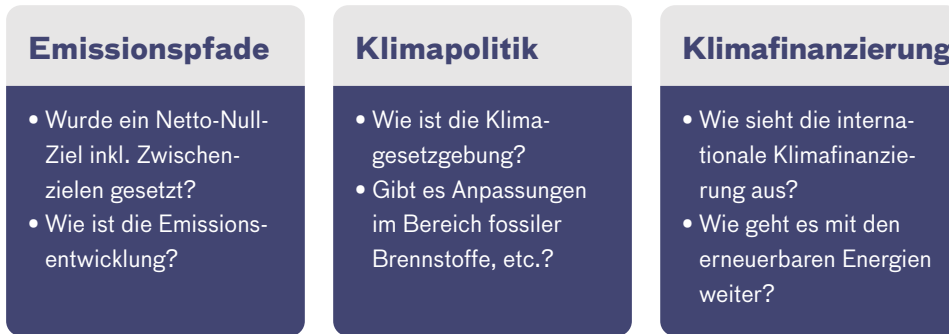 Emissionspfade
• Wurde ein Netto-Null-
Ziel inkl. Zwischen-
zielen gesetzt?
• Wie ist die Emissions-
entwicklung?
Klimapolitik
• Wie ist die Klima-
gesetzgebung?
• Gibt es Anpassungen
im Bereich fossiler
Brennstoffe, etc.?
Klimafinanzierung
• Wie sieht die interna-
tionale Klimafinanzie-
rung aus?
• Wie geht es mit den
erneuerbaren Energien
weiter?